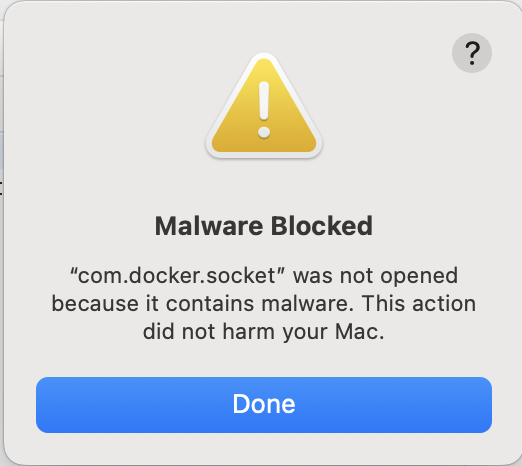 ?
Malware Blocked
“com.docker.socket” was not opened
because it contains malware. This action
did not harm your Mac.
Done